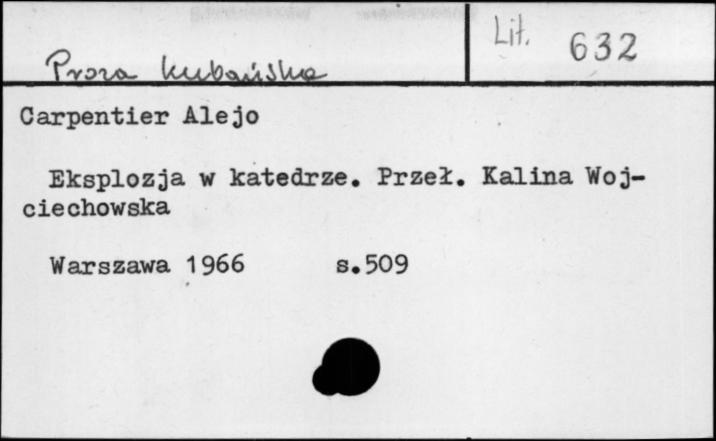 Lit. 632
Proza kubańska
Carpentier Alejo
Eksplozja w katedrze. Przeł. Kalina Woj-
ciechowska
Warszawa 1966 s.509